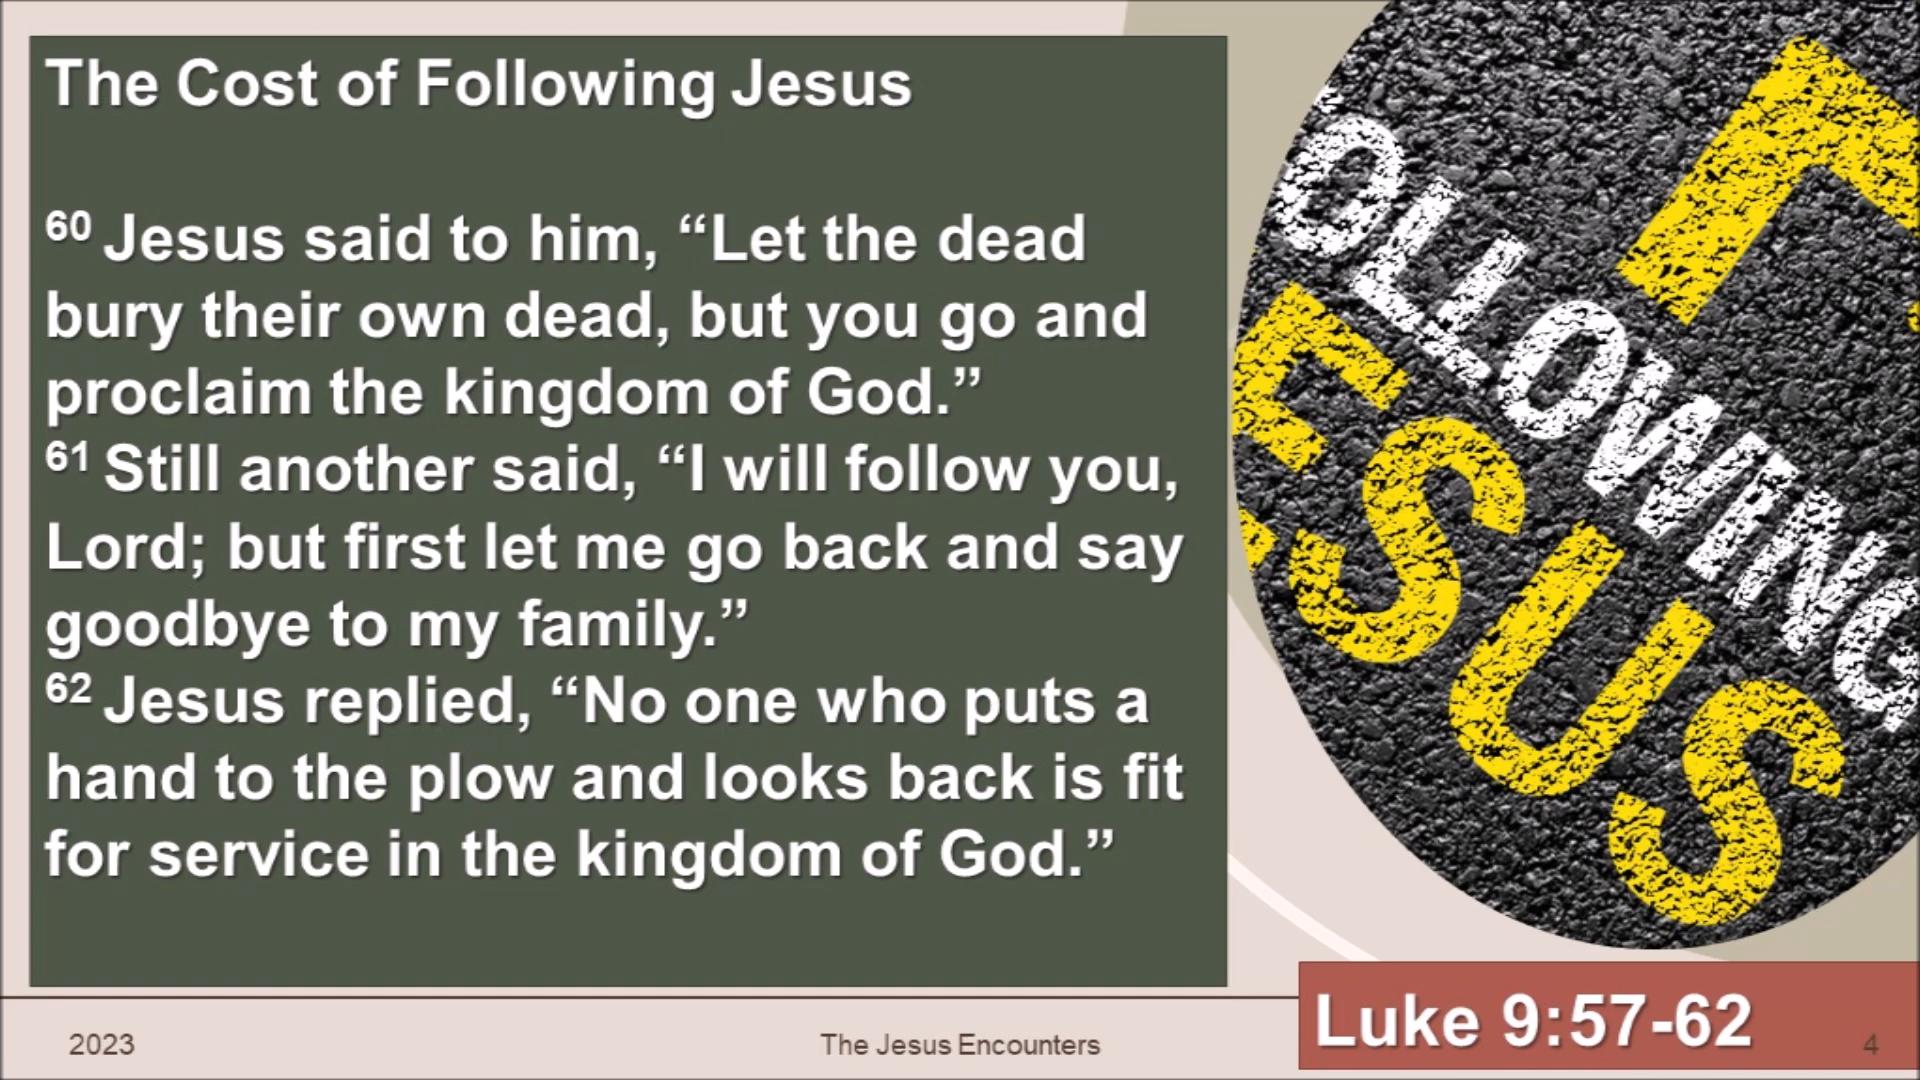 The Cost of Following Jesus
60 Jesus said to him, “Let the dead
bury their own dead, but you go and
proclaim the kingdom of God.”
61 Still another said, “I will follow you,
Lord; but first let me go back and say
goodbye to my family.”
62 Jesus replied, “No one who puts a
hand to the plow and looks back is fit
for service in the kingdom of God.”
OLLOWING
ESUS
Luke 9:57-62
2023
The Jesus Encounters
4